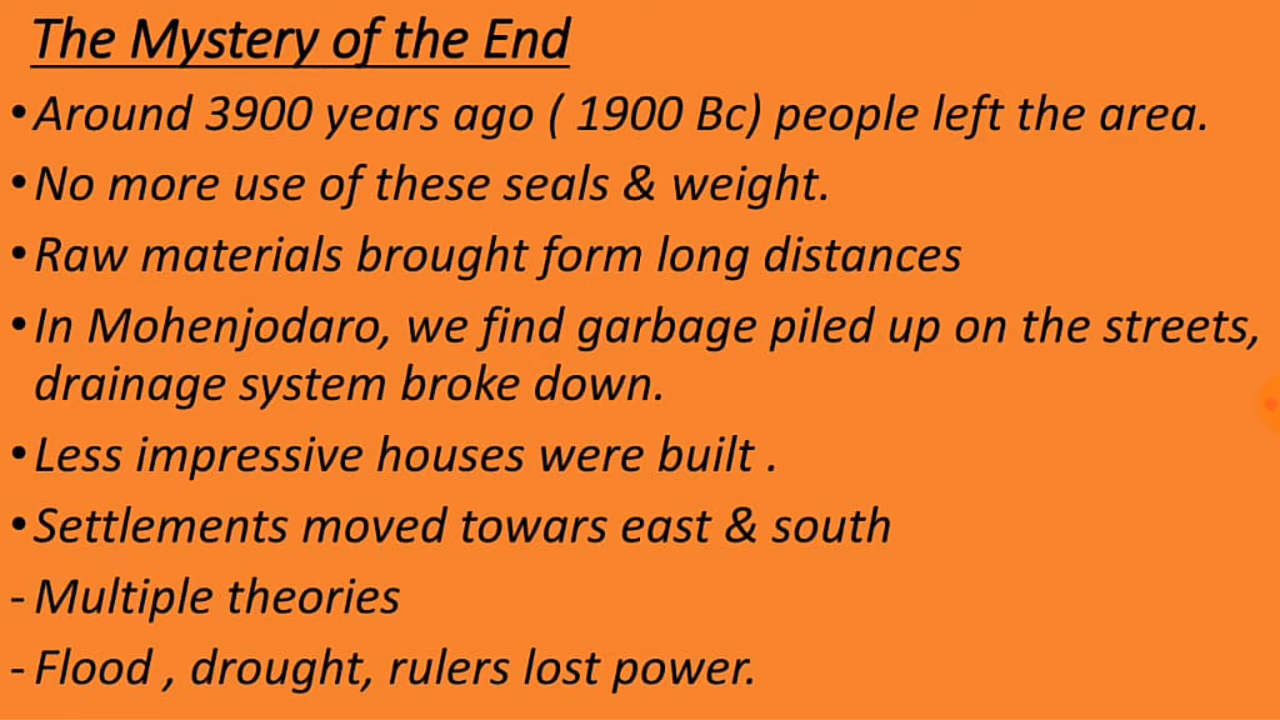 The Mystery of the End
•Around 3900 years ago ( 1900 Bc) people left the area.
•No more use of these seals & weight.
•Raw materials brought form long distances
•In Mohenjodaro, we find garbage piled up on the streets,
drainage system broke down.
•Less impressive houses were built .
•Settlements moved towars east & south
- Multiple theories
- Flood , drought, rulers lost power.